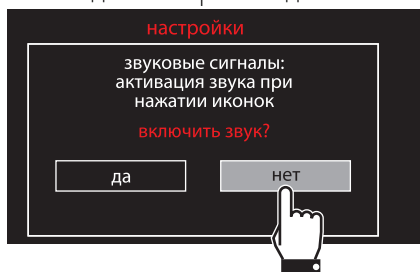 настройки
звуковые сигналы:
активация звука при
нажатии иконок
включить звук?
да
нет